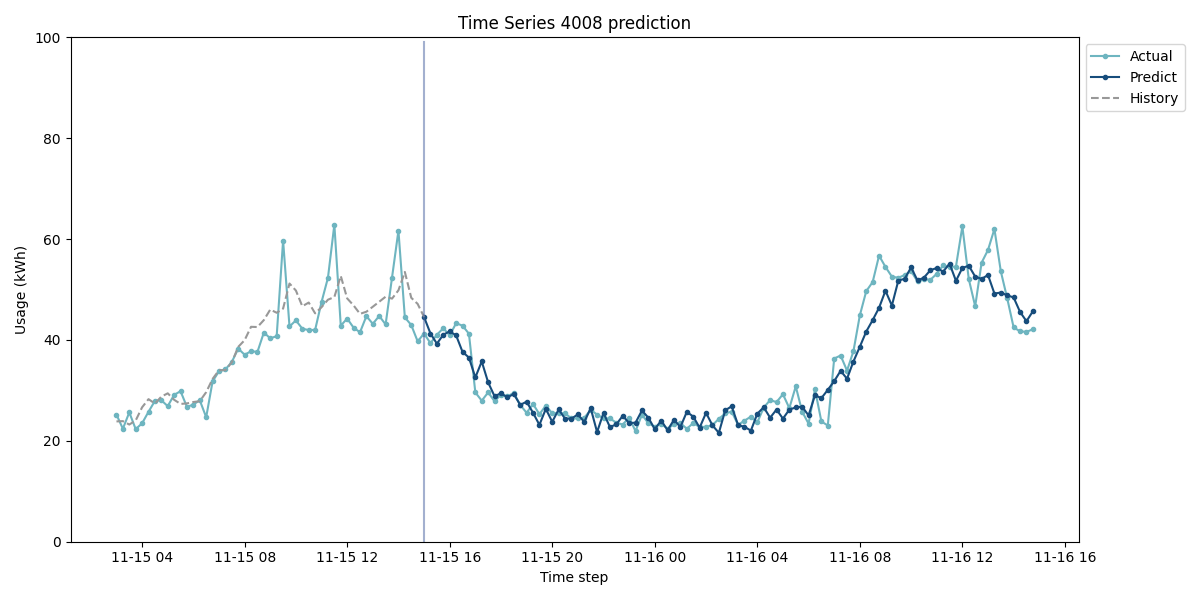 Time Series 4008 prediction
Usage (kWh)
100
80
60
40
20
0
11-15 04
11-15 08
11-15 12
11-15 16
11-15 20
11-16 00
11-16 04
11-16 08
11-16 12
11-16 16
Time step
Actual
Predict
History